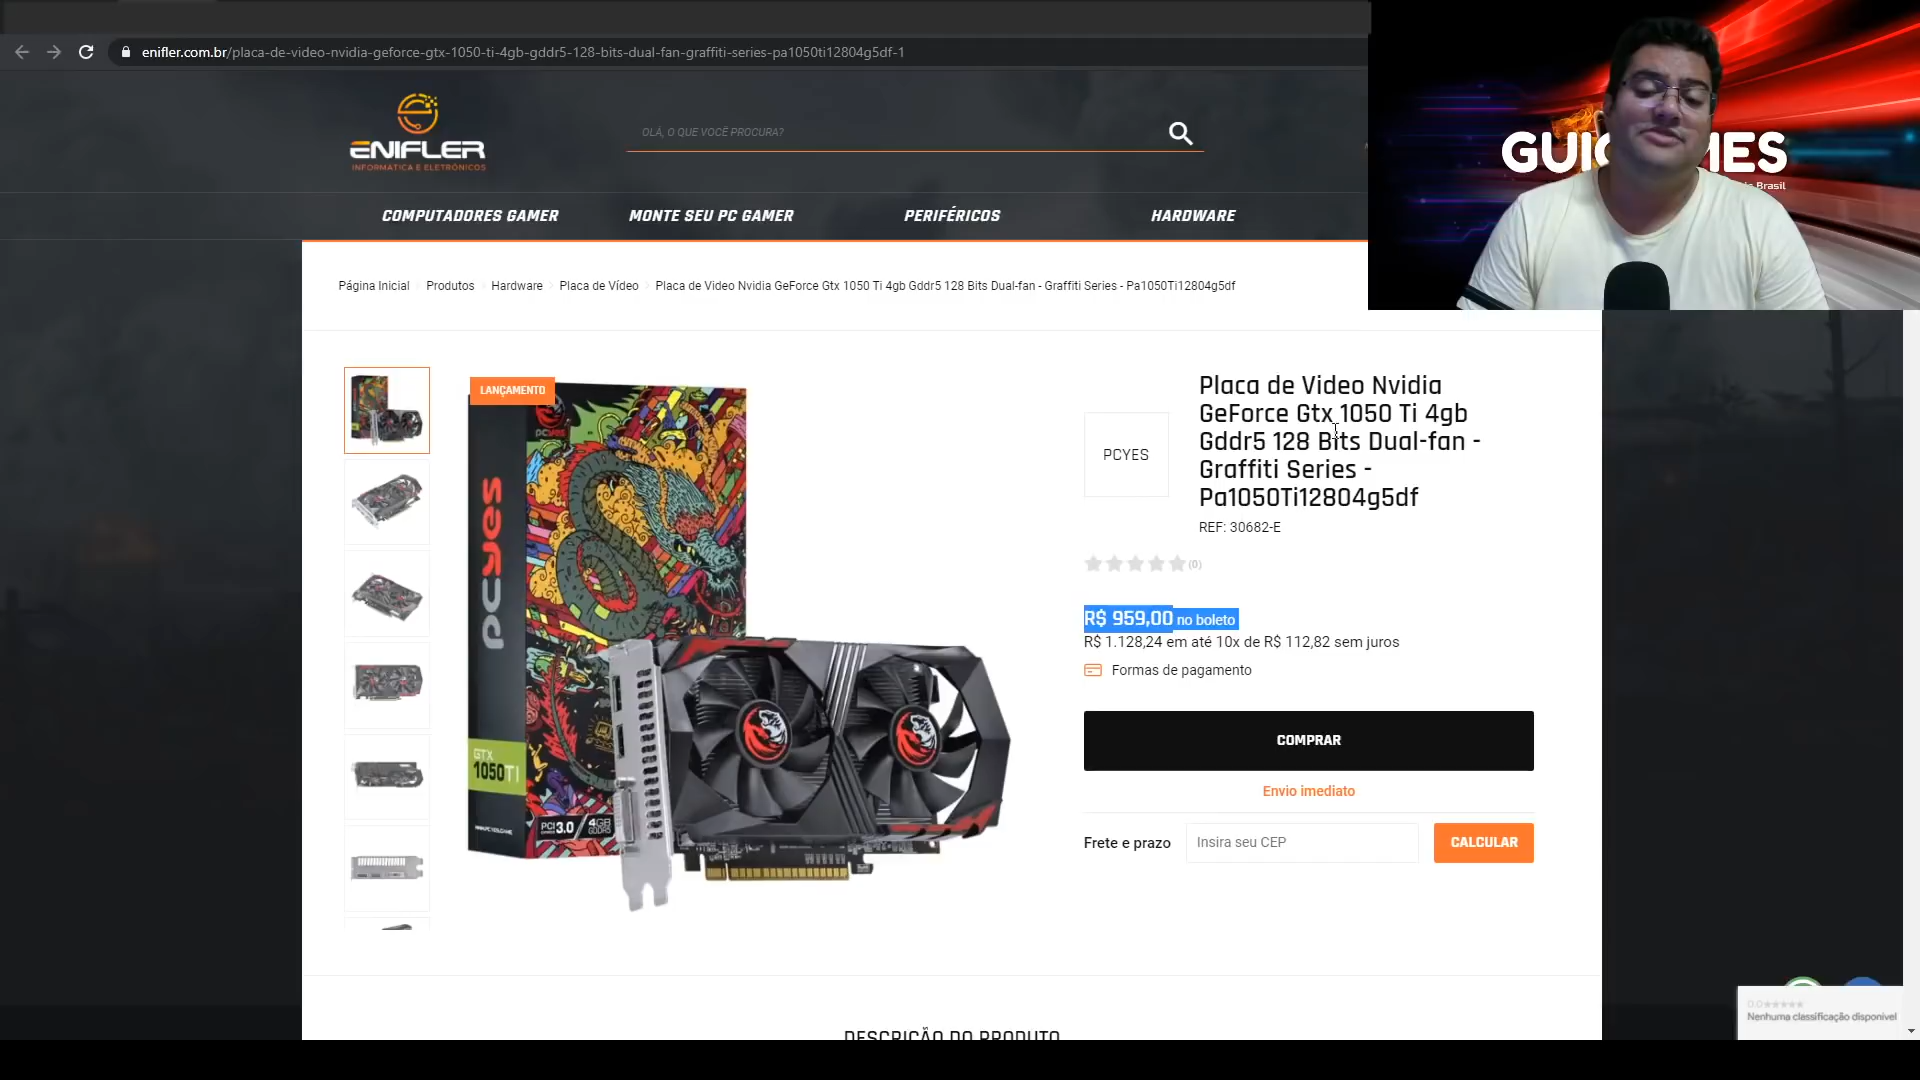 enifler.com.br/placa-de-video-nvidia-geforce-gtx-1050-ti-4gb-gddr5-128-bits-dual-fan-graffiti-series-pa1050ti12804g5df-1
ENIFLER
INFORMÁTICA E ELETRÔNICOS
OLÁ, O QUE VOCÊ PROCURA?
COMPUTADORES GAMER
MONTE SEU PC GAMER
PERIFÉRICOS
HARDWARE
Brasil
Página Inicial
Produtos
Hardware
Placa de Vídeo
Placa de Video Nvidia GeForce Gtx 1050 Ti 4gb Gddr5 128 Bits Dual-fan - Graffiti Series - Pa1050Ti12804g5df
LANÇAMENTO
pcyes
pcyes
GTX
1050TI
PCI 3.0
4GB
GDDR5
PCYES
Placa de Video Nvidia
GeForce Gtx 1050 Ti 4gb
Gddr5 128 Bits Dual-fan -
Graffiti Series -
Pa1050Ti12804g5df
REF: 30682-E
(0)
R$ 959,00 no boleto
R$ 1.128,24 em até 10x de R$ 112,82 sem juros
Formas de pagamento
COMPRAR
Envio imediato
Frete e prazo
Insira seu CEP
CALCULAR
0.0
Nenhuma classificação disponível
DESCRIÇÃO DO PRODUTO